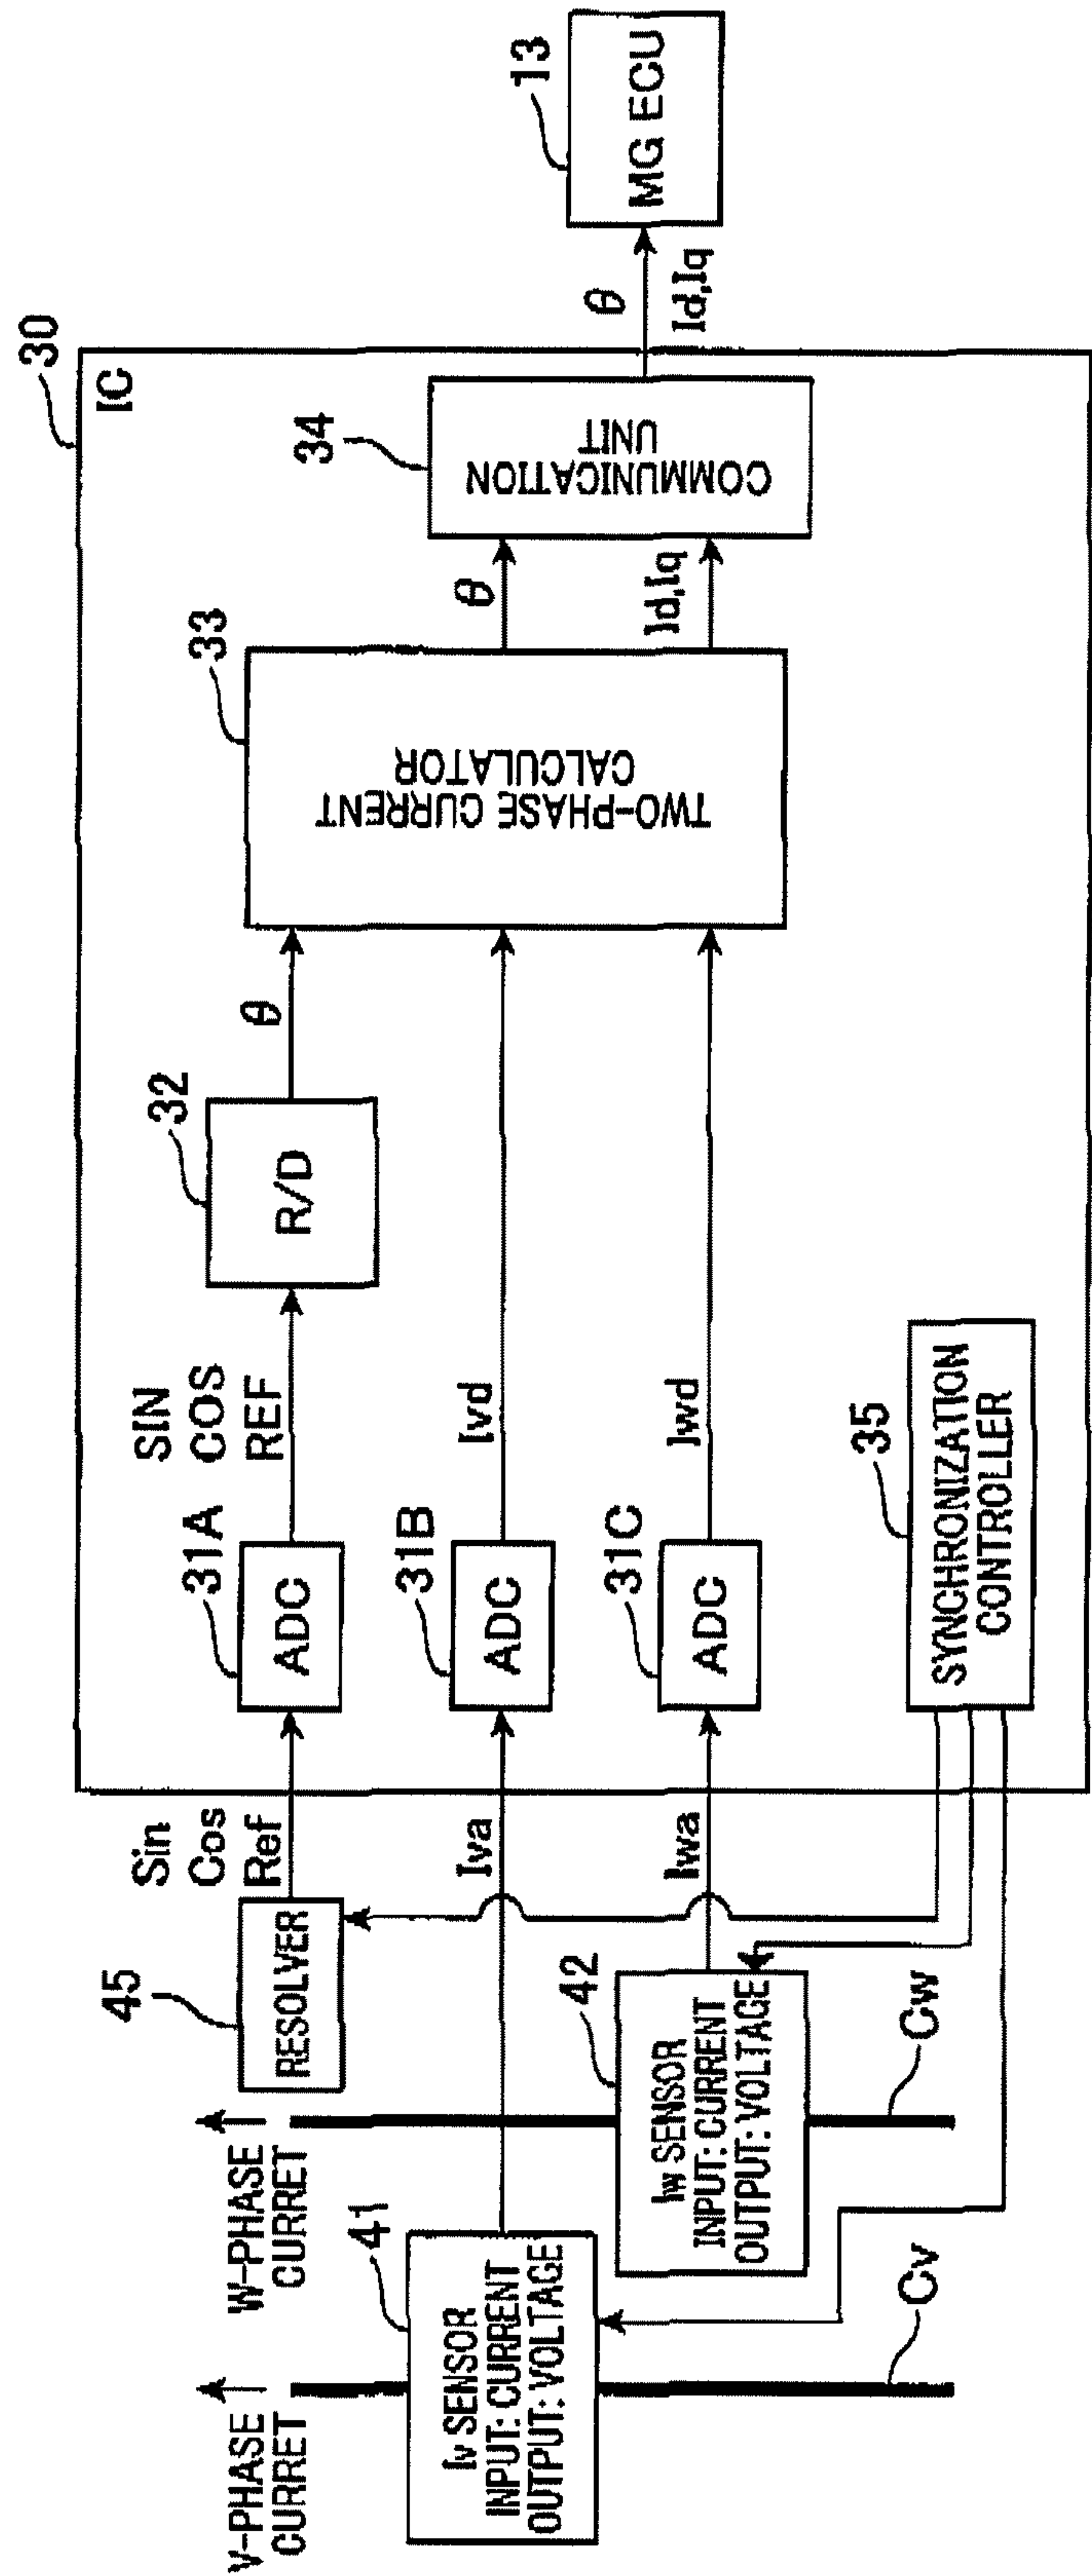 30
IC
13
MG ECU
θ
Id,Iq
34
COMMUNICATION
UNIT
θ
Id,Iq
33
TWO-PHASE CURRENT
CALCULATOR
θ
32
R/D
SIN
COS
REF
Ivd
Iwd
31A
ADC
31B
ADC
31C
ADC
35
SYNCHRONIZATION
CONTROLLER
Sin
Cos
Ref
Iva
Iwa
45
RESOLVER
42
Iw SENSOR
INPUT: CURRENT
OUTPUT: VOLTAGE
Cw
W-PHASE
CURRET
41
Iv SENSOR
INPUT: CURRENT
OUTPUT: VOLTAGE
Cv
V-PHASE
CURRET